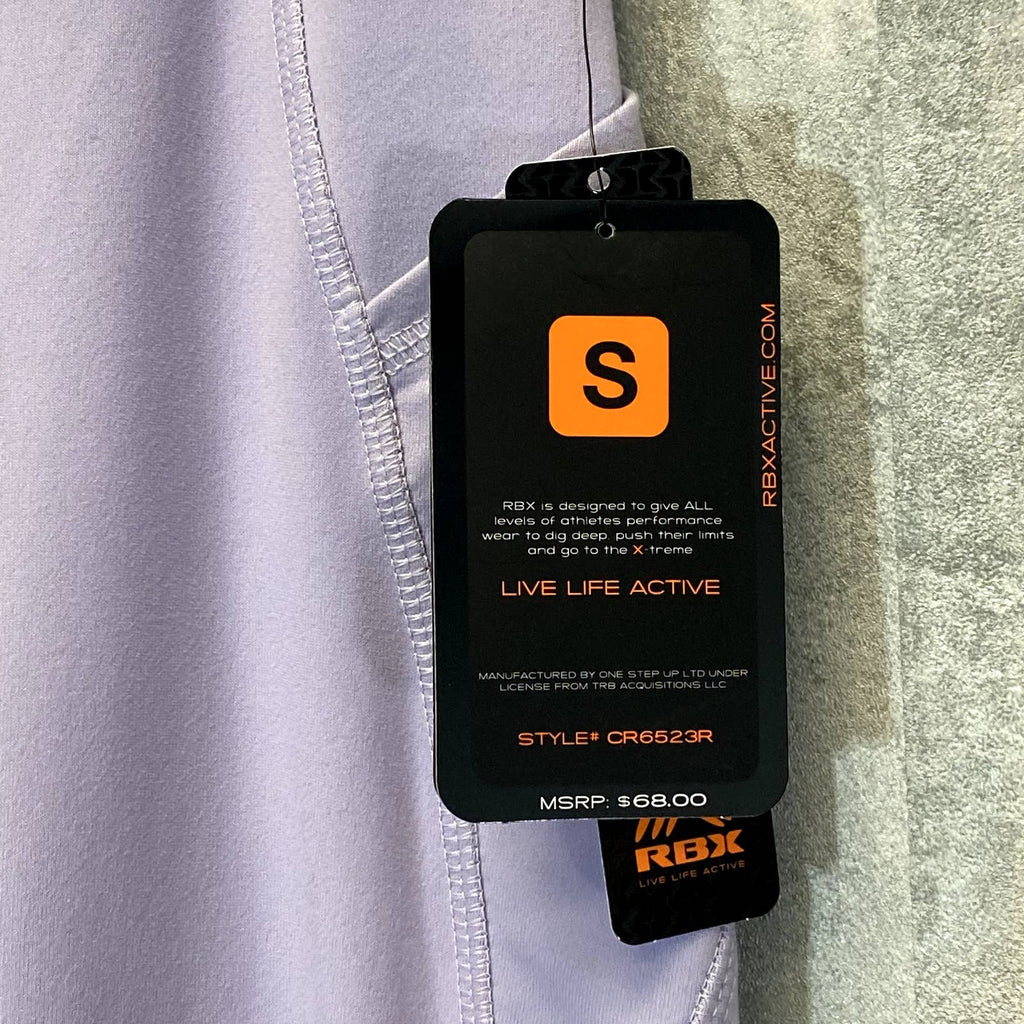 S
RBXACTIVE.COM
RBX is designed to give ALL
levels of athletes performance
wear to dig deep, push their limits
and go to the X-treme
LIVE LIFE ACTIVE
MANUFACTURED BY ONE STEP UP LTD UNDER
LICENSE FROM TRB ACQUISITIONS LLC
STYLE# CR6523R
MSRP: $68.00
RBX
LIVE LIFE ACTIVE